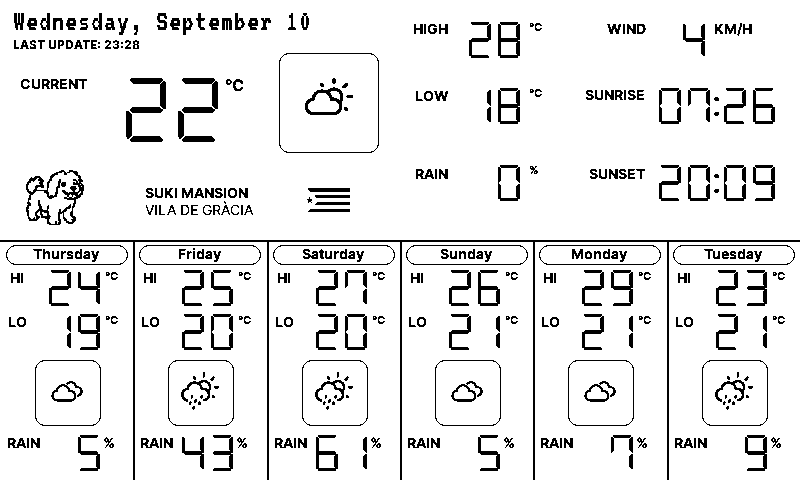 Wednesday, September 10
LAST UPDATE: 23:28
CURRENT 22 °C
SUKI MANSION
VILA DE GRÀCIA
HIGH 28 °C
LOW 18 °C
RAIN 0 %
WIND 4 KM/H
SUNRISE 07:26
SUNSET 20:09
Thursday
HI 24 °C
LO 19 °C
RAIN 5 %
Friday
HI 25 °C
LO 20 °C
RAIN 43 %
Saturday
HI 27 °C
LO 20 °C
RAIN 61 %
Sunday
HI 26 °C
LO 21 °C
RAIN 5 %
Monday
HI 29 °C
LO 21 °C
RAIN 7 %
Tuesday
HI 23 °C
LO 21 °C
RAIN 9 %